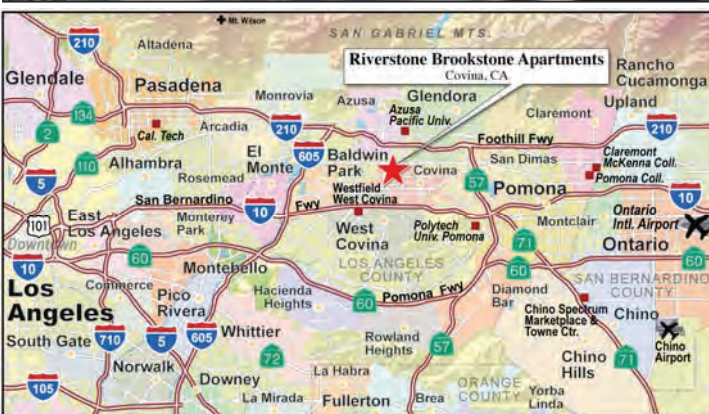 Mt. Wilson
SAN GABRIEL MTS.
210
Altadena
Riverstone Brookstone Apartments
Covina, CA
Rancho
Cucamonga
Glendale
Pasadena
Monrovia
Azusa
Glendora
Upland
134
Azusa
Pacific Univ.
Claremont
2
Cal. Tech
Arcadia
210
Foothill Fwy
210
110
Alhambra
El
Monte
605
Baldwin
Park
Covina
San Dimas
Claremont
McKenna Coll.
Pomona Coll.
5
Rosemead
57
Pomona
10
San Bernardino
Fwy
10
Westfield
West Covina
101
East
Los Angeles
Monterey
Park
West
Covina
Polytech
Univ. Pomona
Montclair
Ontario
Intl. Airport
Downtown
71
Ontario
10
60
Montebello
LOS ANGELES
COUNTY
60
60
Los
Angeles
Commerce
Pico
Rivera
Hacienda
Heights
60
Pomona Fwy
Diamond
Bar
SAN BERNARDINO
COUNTY
Chino Spectrum
Marketplace &
Towne Ctr.
Chino
South Gate
710
5
605
Whittier
Rowland
Heights
57
Chino
Airport
72
Chino
Hills
71
Norwalk
La Habra
105
Downey
La Mirada
Fullerton
Brea
ORANGE
COUNTY
Yorba
Linda